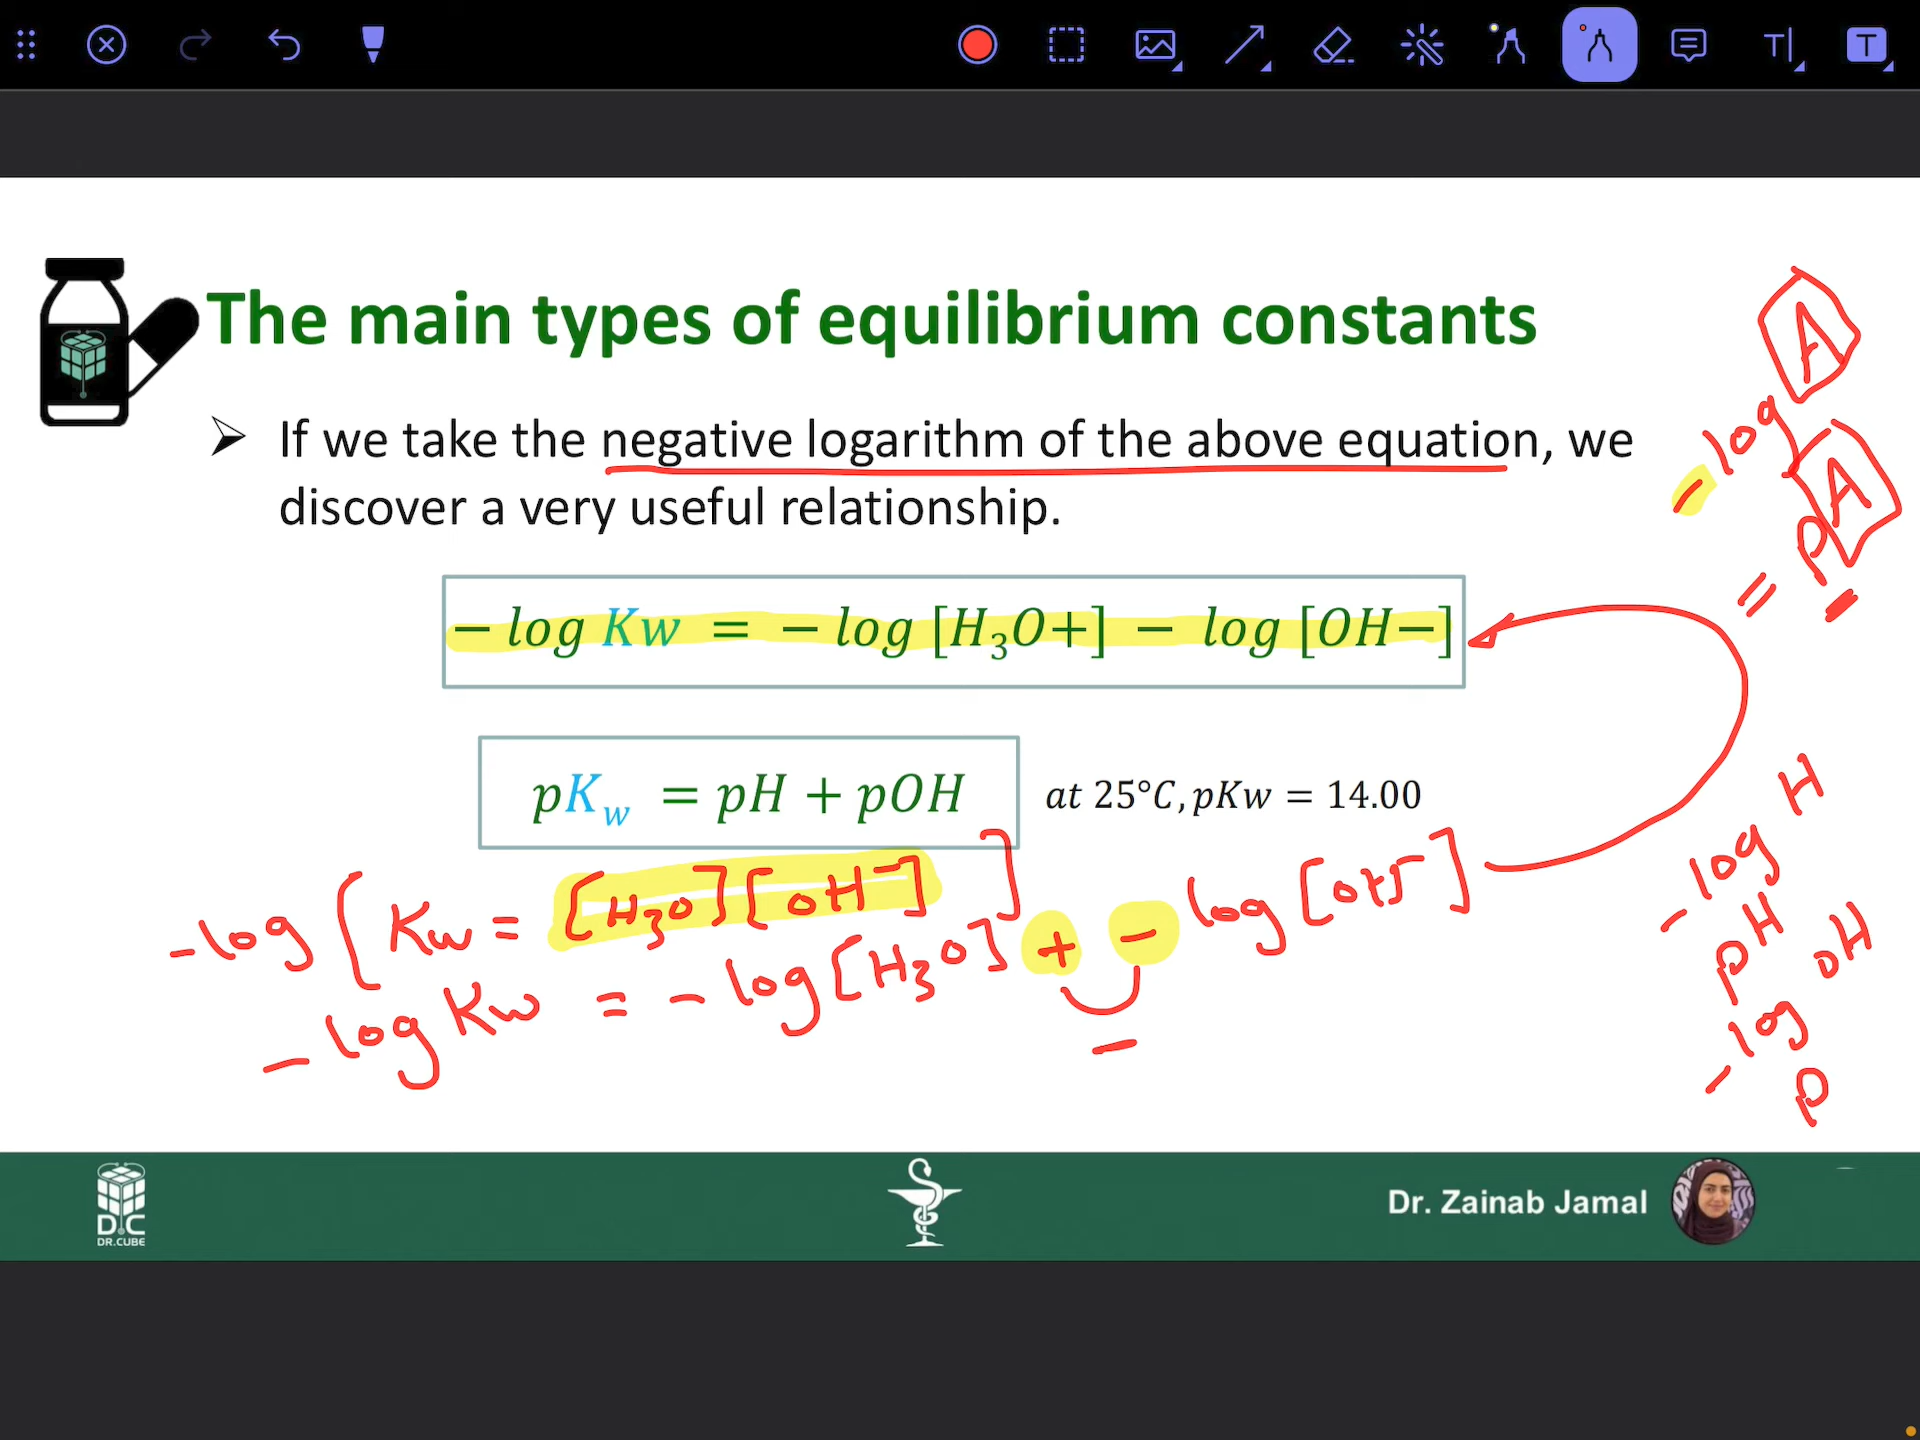 The main types of equilibrium constants
➢ If we take the negative logarithm of the above equation, we
discover a very useful relationship.
− log Kw = − log [H₃O+] − log [OH−]
pK_w = pH + pOH
at 25°C, pKw = 14.00
-log [Kw = [H₃O][OH⁻]]
-log Kw = -log[H₃O] + - log[OH⁻]
-
-log A
= pA
-log H
pH
-log OH
p
D C
DR.CUBE
Dr. Zainab Jamal
T
T